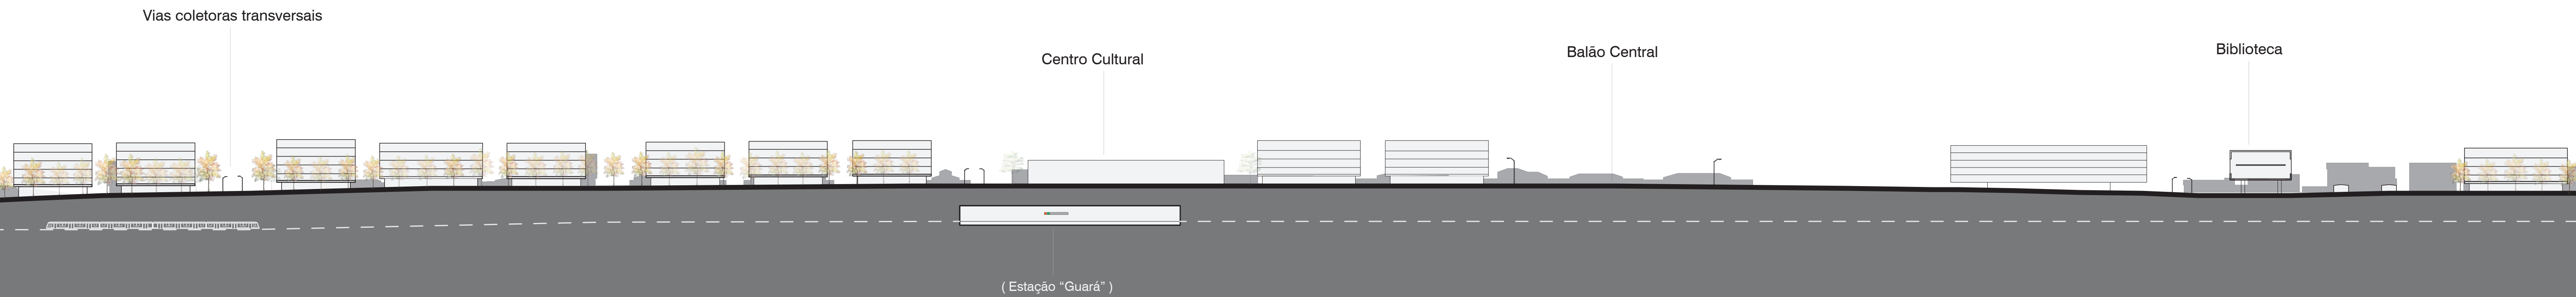 Vias coletoras transversais
Centro Cultural
Balão Central
Biblioteca
( Estação “Guará” )